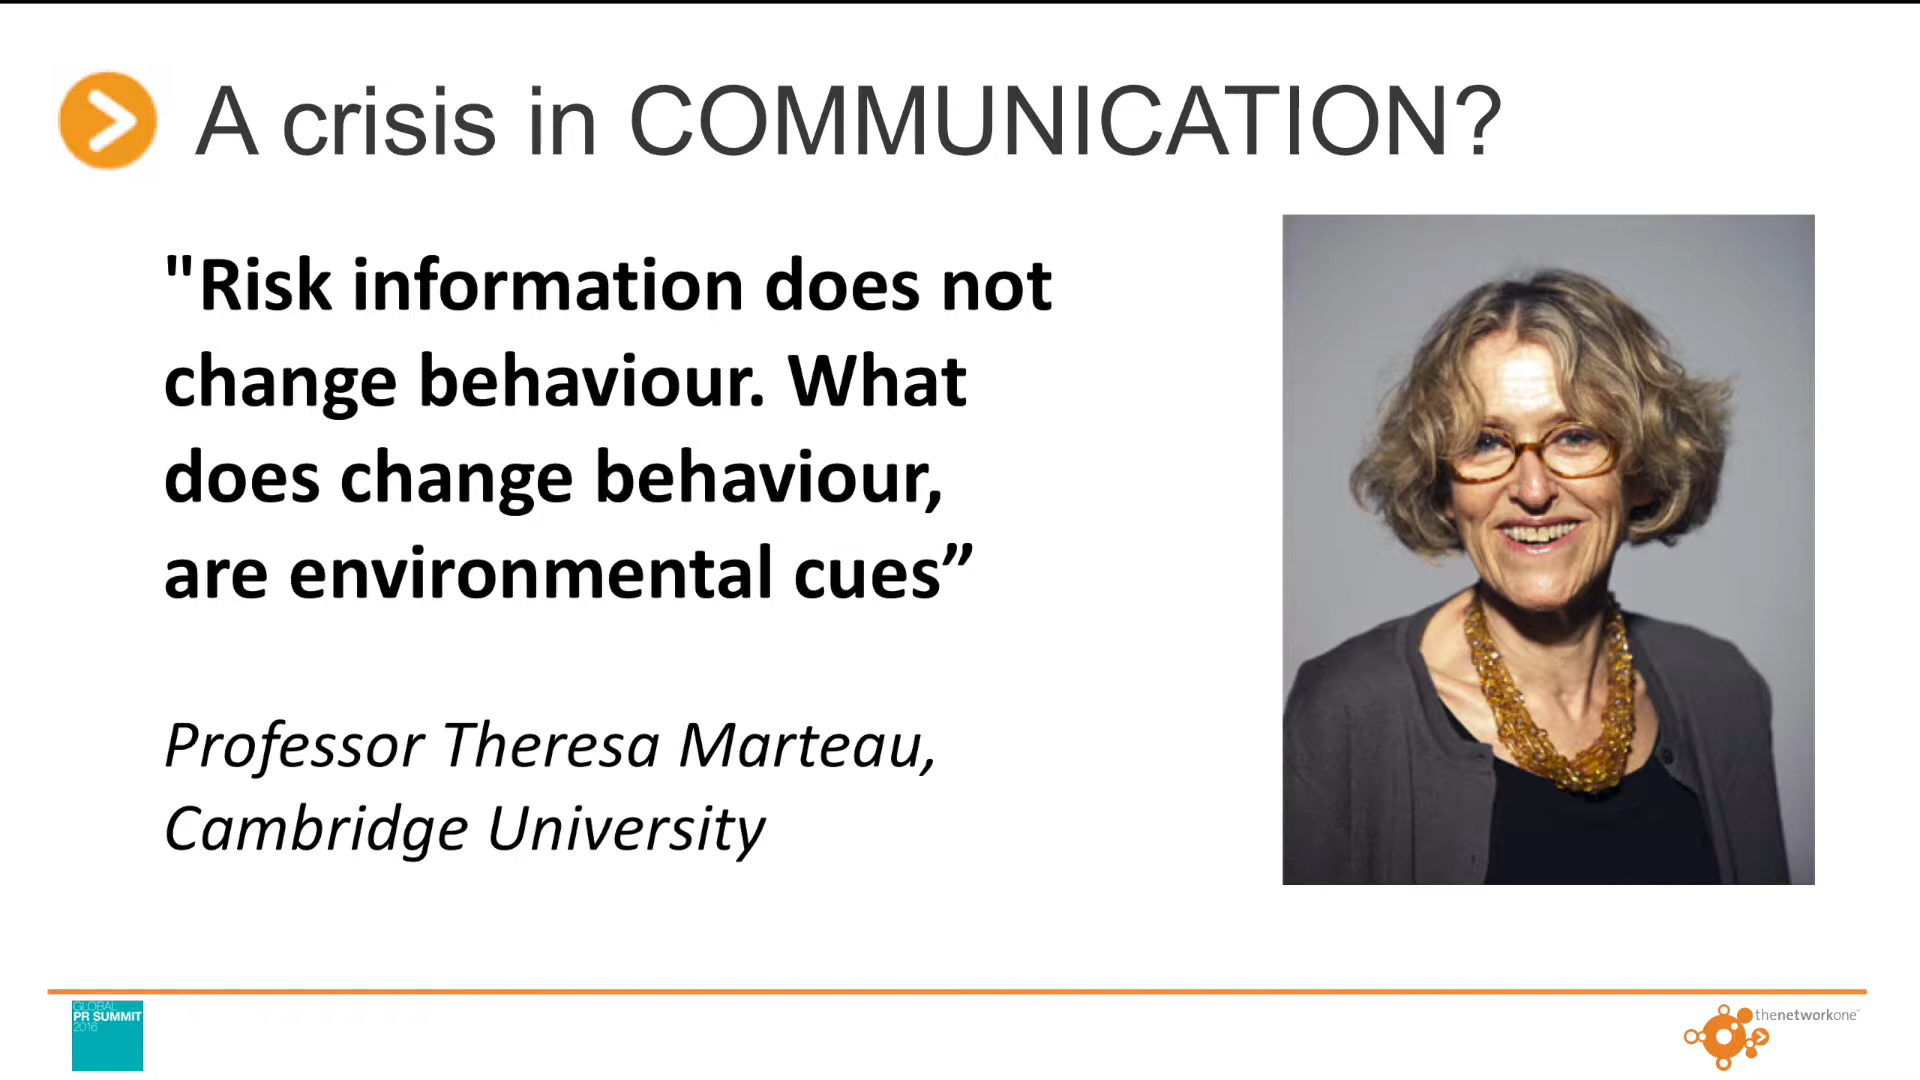 A crisis in COMMUNICATION?
"Risk information does not
change behaviour. What
does change behaviour,
are environmental cues”
Professor Theresa Marteau,
Cambridge University
GLOBAL
PR SUMMIT
2016
thenetworkone™